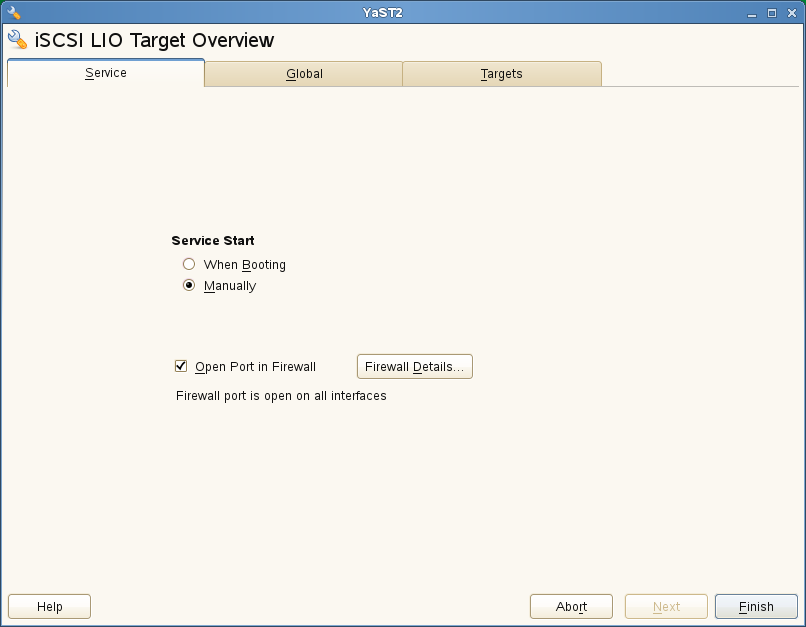 YaST2
iSCSI LIO Target Overview
Service Global Targets
Service Start
When Booting
Manually
Open Port in Firewall Firewall Details...
Firewall port is open on all interfaces
Help Abort Next Finish